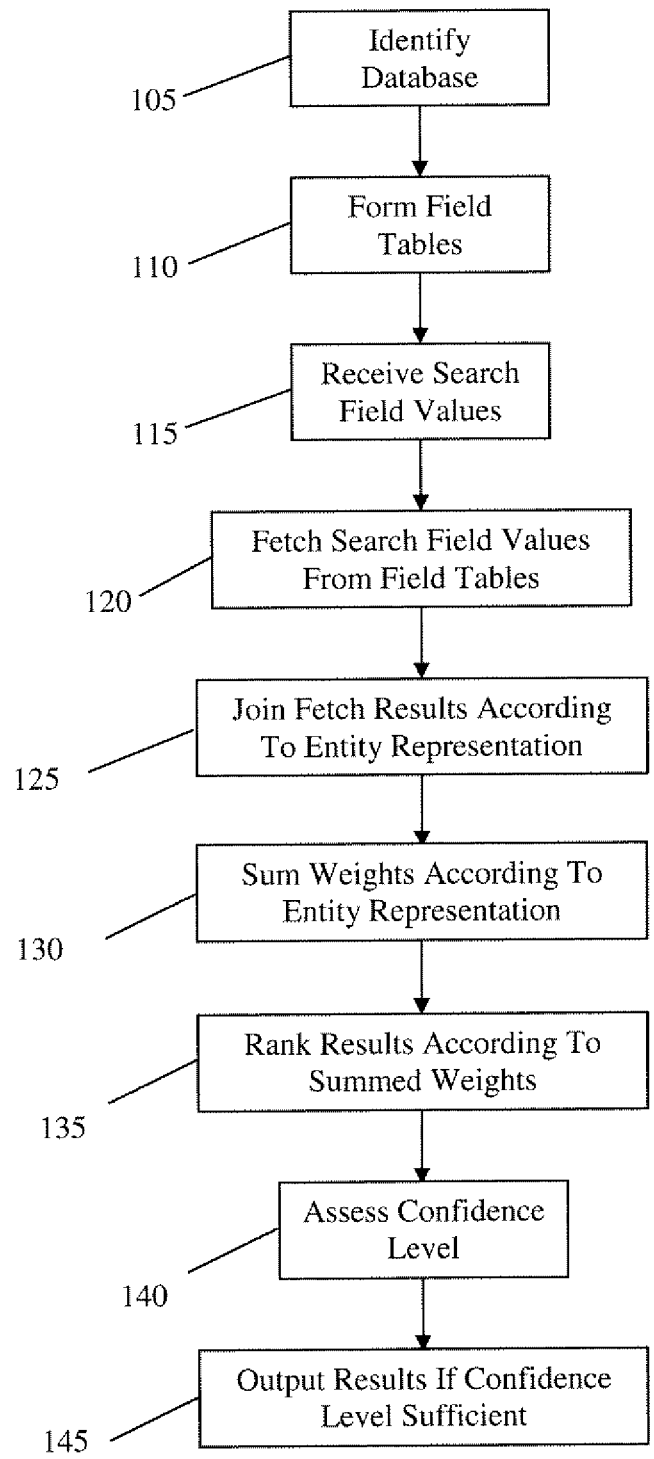 Identify
Database
105
Form Field
Tables
110
Receive Search
Field Values
115
Fetch Search Field Values
From Field Tables
120
Join Fetch Results According
To Entity Representation
125
Sum Weights According To
Entity Representation
130
Rank Results According To
Summed Weights
135
Assess Confidence
Level
140
Output Results If Confidence
Level Sufficient
145